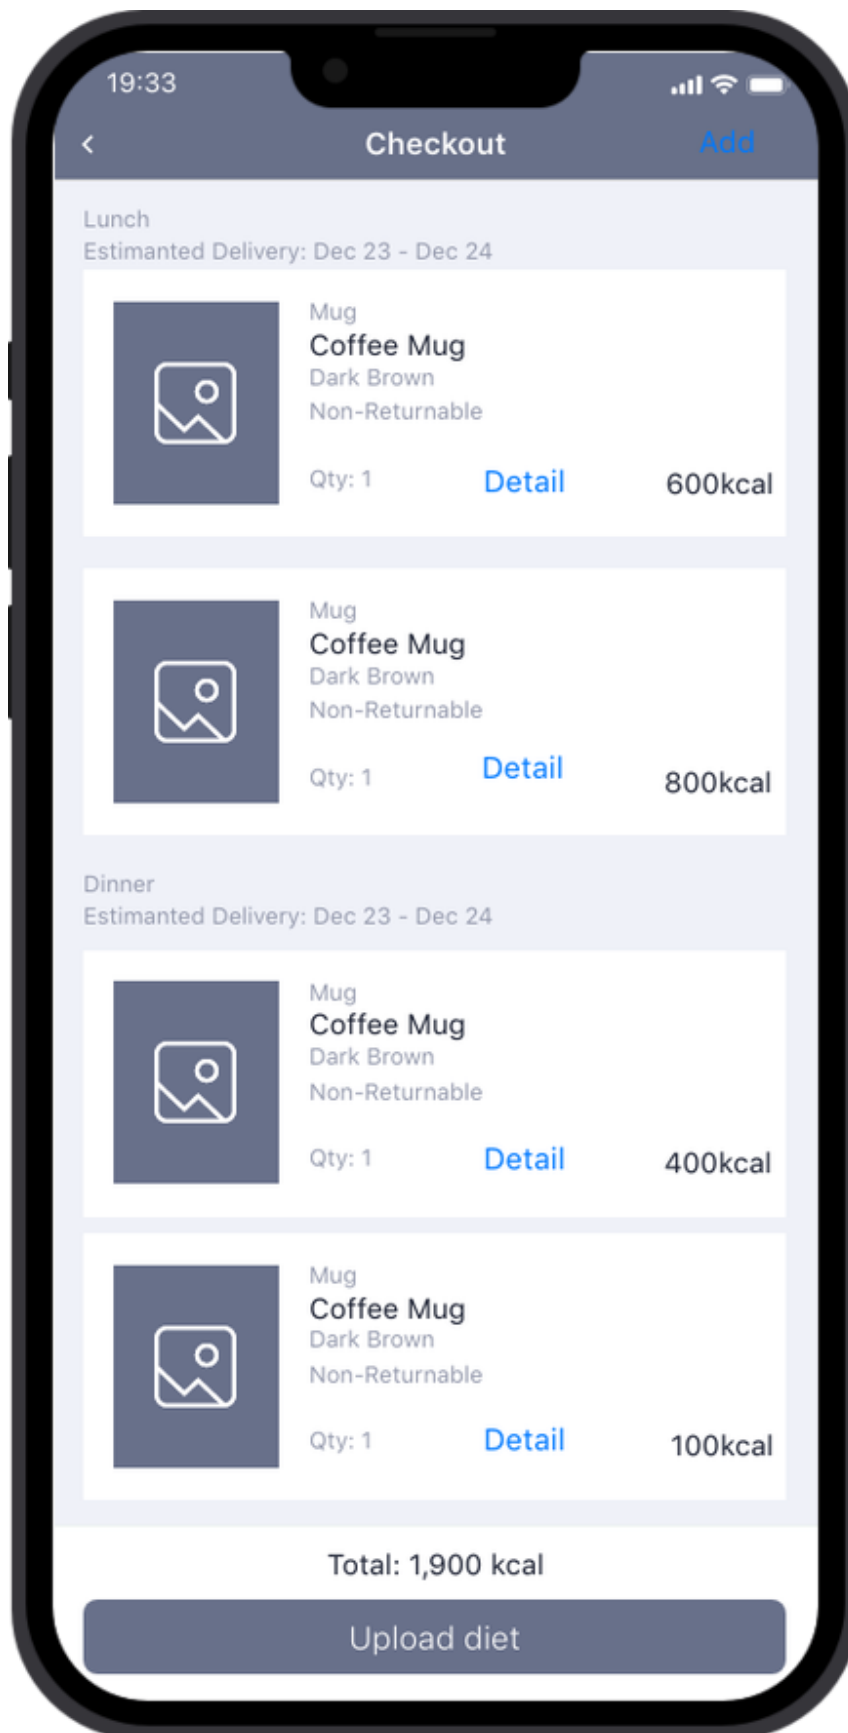 19:33
Checkout
Add
Lunch
Estimanted Delivery: Dec 23 - Dec 24
Mug
Coffee Mug
Dark Brown
Non-Returnable
Qty: 1
Detail
600kcal
Mug
Coffee Mug
Dark Brown
Non-Returnable
Qty: 1
Detail
800kcal
Dinner
Estimanted Delivery: Dec 23 - Dec 24
Mug
Coffee Mug
Dark Brown
Non-Returnable
Qty: 1
Detail
400kcal
Mug
Coffee Mug
Dark Brown
Non-Returnable
Qty: 1
Detail
100kcal
Total: 1,900 kcal
Upload diet